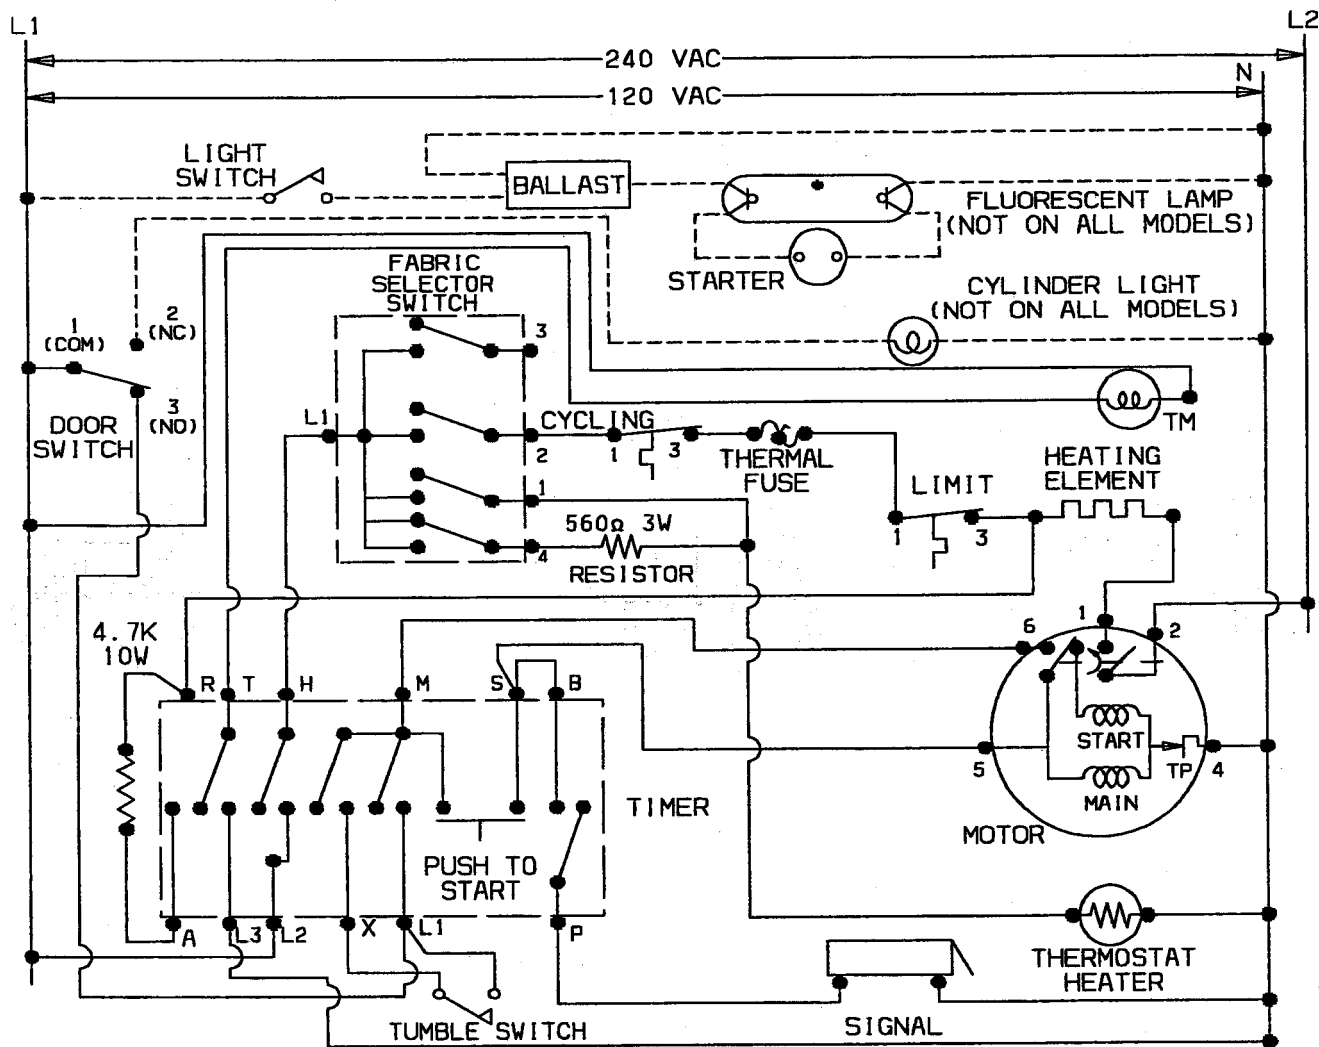 L1
L2
240 VAC
N
120 VAC
LIGHT
SWITCH
BALLAST
FLUORESCENT LAMP
(NOT ON ALL MODELS)
STARTER
FABRIC
SELECTOR
SWITCH
CYLINDER LIGHT
(NOT ON ALL MODELS)
1
(COM)
2
(NC)
3
(NO)
DOOR
SWITCH
3
L1
CYCLING
2
1
3
THERMAL
FUSE
TM
HEATING
ELEMENT
LIMIT
1
3
1
560Ω 3W
4
RESISTOR
4.7K
10W
6
1
2
R
T
H
M
S
B
START
5
TP
4
MAIN
MOTOR
TIMER
PUSH TO
START
A
L3
L2
X
L1
P
THERMOSTAT
HEATER
TUMBLE SWITCH
SIGNAL